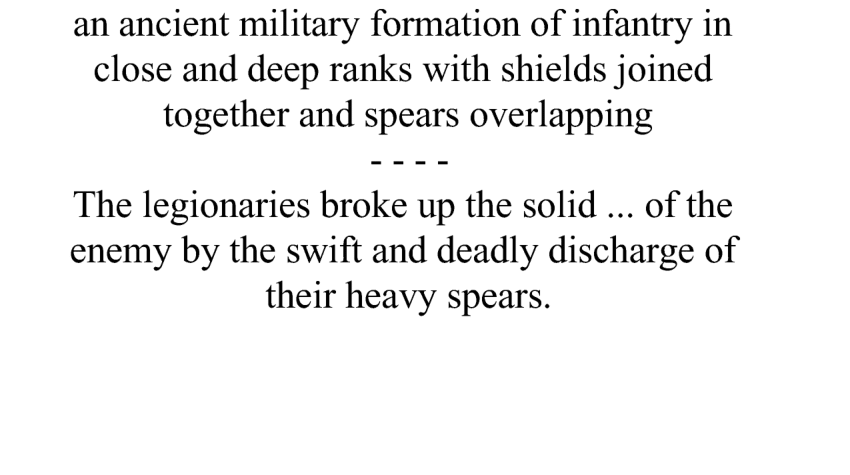 an ancient military formation of infantry in
close and deep ranks with shields joined
together and spears overlapping
- - - -
The legionaries broke up the solid ... of the
enemy by the swift and deadly discharge of
their heavy spears.